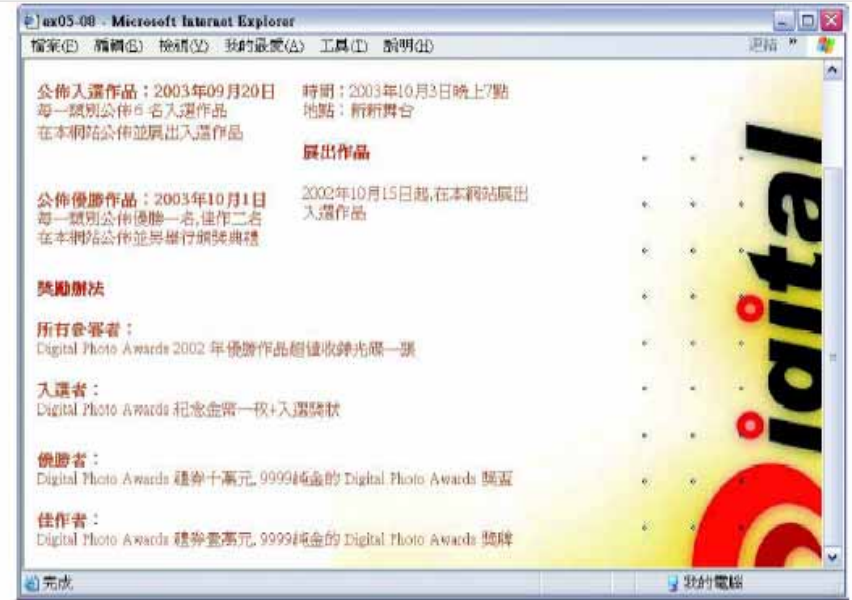 ex05-08 - Microsoft Internet Explorer
檔案(F) 編輯(E) 檢視(V) 我的最愛(A) 工具(T) 說明(H) 連結 »
公佈入選作品：2003年09月20日
每一類別公佈6 名入選作品
在本網站公佈並展出入選作品
公佈優勝作品：2003年10月1日
每一類別公佈優勝一名,佳作二名
在本網站公佈並另舉行頒獎典禮
時間：2003年10月3日晚上7點
地點：新新舞台
展出作品
2002年10月15日起,在本網站展出
入選作品
獎勵辦法
所有參賽者：
Digital Photo Awards 2002 年優勝作品超值收錄光碟一張
入選者：
Digital Photo Awards 紀念金幣一枚+入選獎狀
優勝者：
Digital Photo Awards 禮券十萬元, 9999純金的 Digital Photo Awards 獎盃
佳作者：
Digital Photo Awards 禮券壹萬元, 9999純金的 Digital Photo Awards 獎牌
Digital
完成 我的電腦